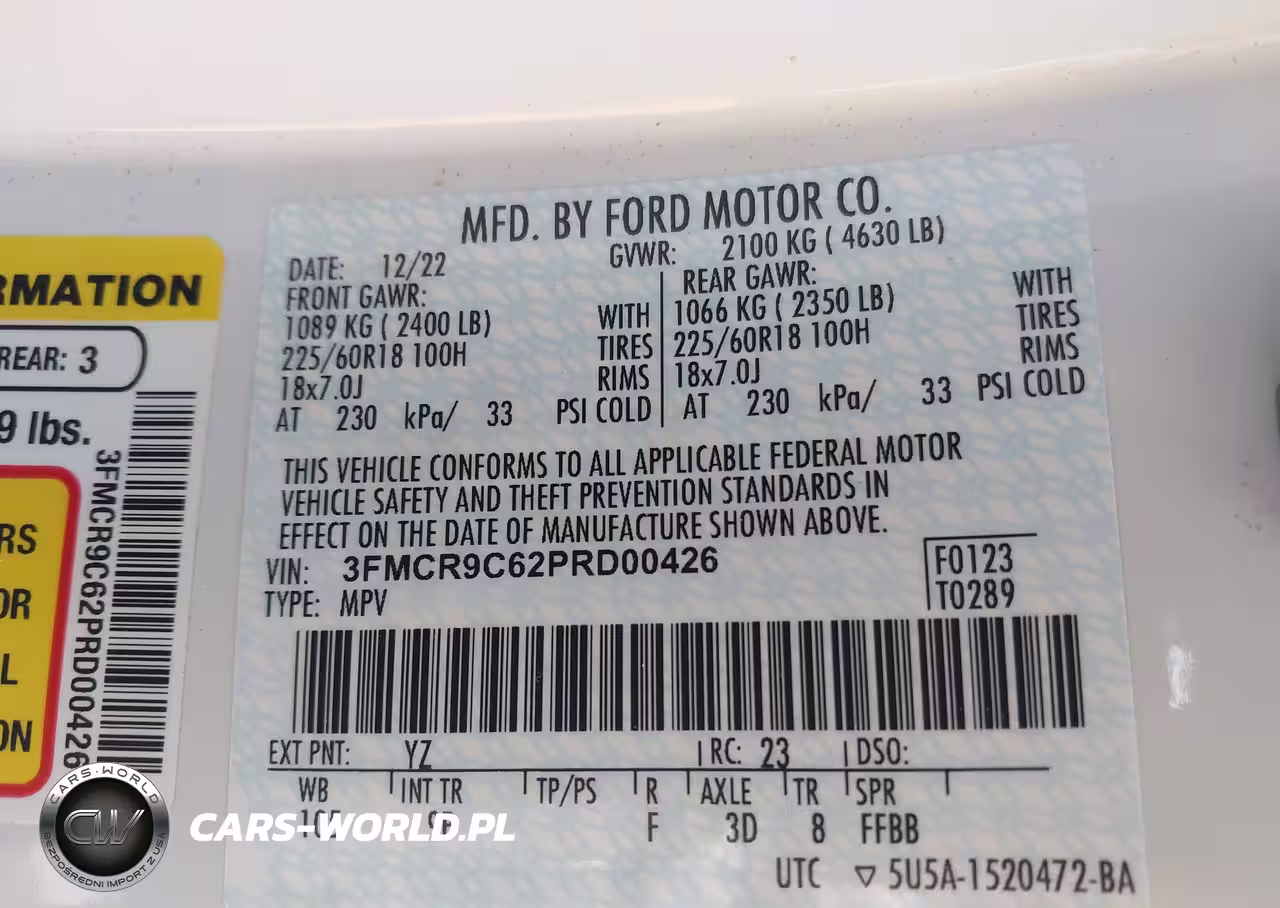 RMATION
REAR: 3
9 lbs.
3FMCR9C62PRD00426
RS
OR
L
ON
MFD. BY FORD MOTOR CO.
DATE: 12/22 GVWR: 2100 KG ( 4630 LB)
FRONT GAWR: REAR GAWR:
1089 KG ( 2400 LB) WITH 1066 KG ( 2350 LB) WITH
225/60R18 100H TIRES 225/60R18 100H TIRES
18x7.0J RIMS 18x7.0J RIMS
AT 230 kPa/ 33 PSI COLD AT 230 kPa/ 33 PSI COLD
THIS VEHICLE CONFORMS TO ALL APPLICABLE FEDERAL MOTOR
VEHICLE SAFETY AND THEFT PREVENTION STANDARDS IN
EFFECT ON THE DATE OF MANUFACTURE SHOWN ABOVE.
VIN: 3FMCR9C62PRD00426
TYPE: MPV
F0123
T0289
EXT PNT: YZ RC: 23 DSO:
WB INT TR TP/PS R AXLE TR SPR
F 3D 8 FFBB
UTC ▽ 5U5A-1520472-BA
CARS-WORLD
CW
BEZPOŚREDNI IMPORT Z USA
CARS-WORLD.PL